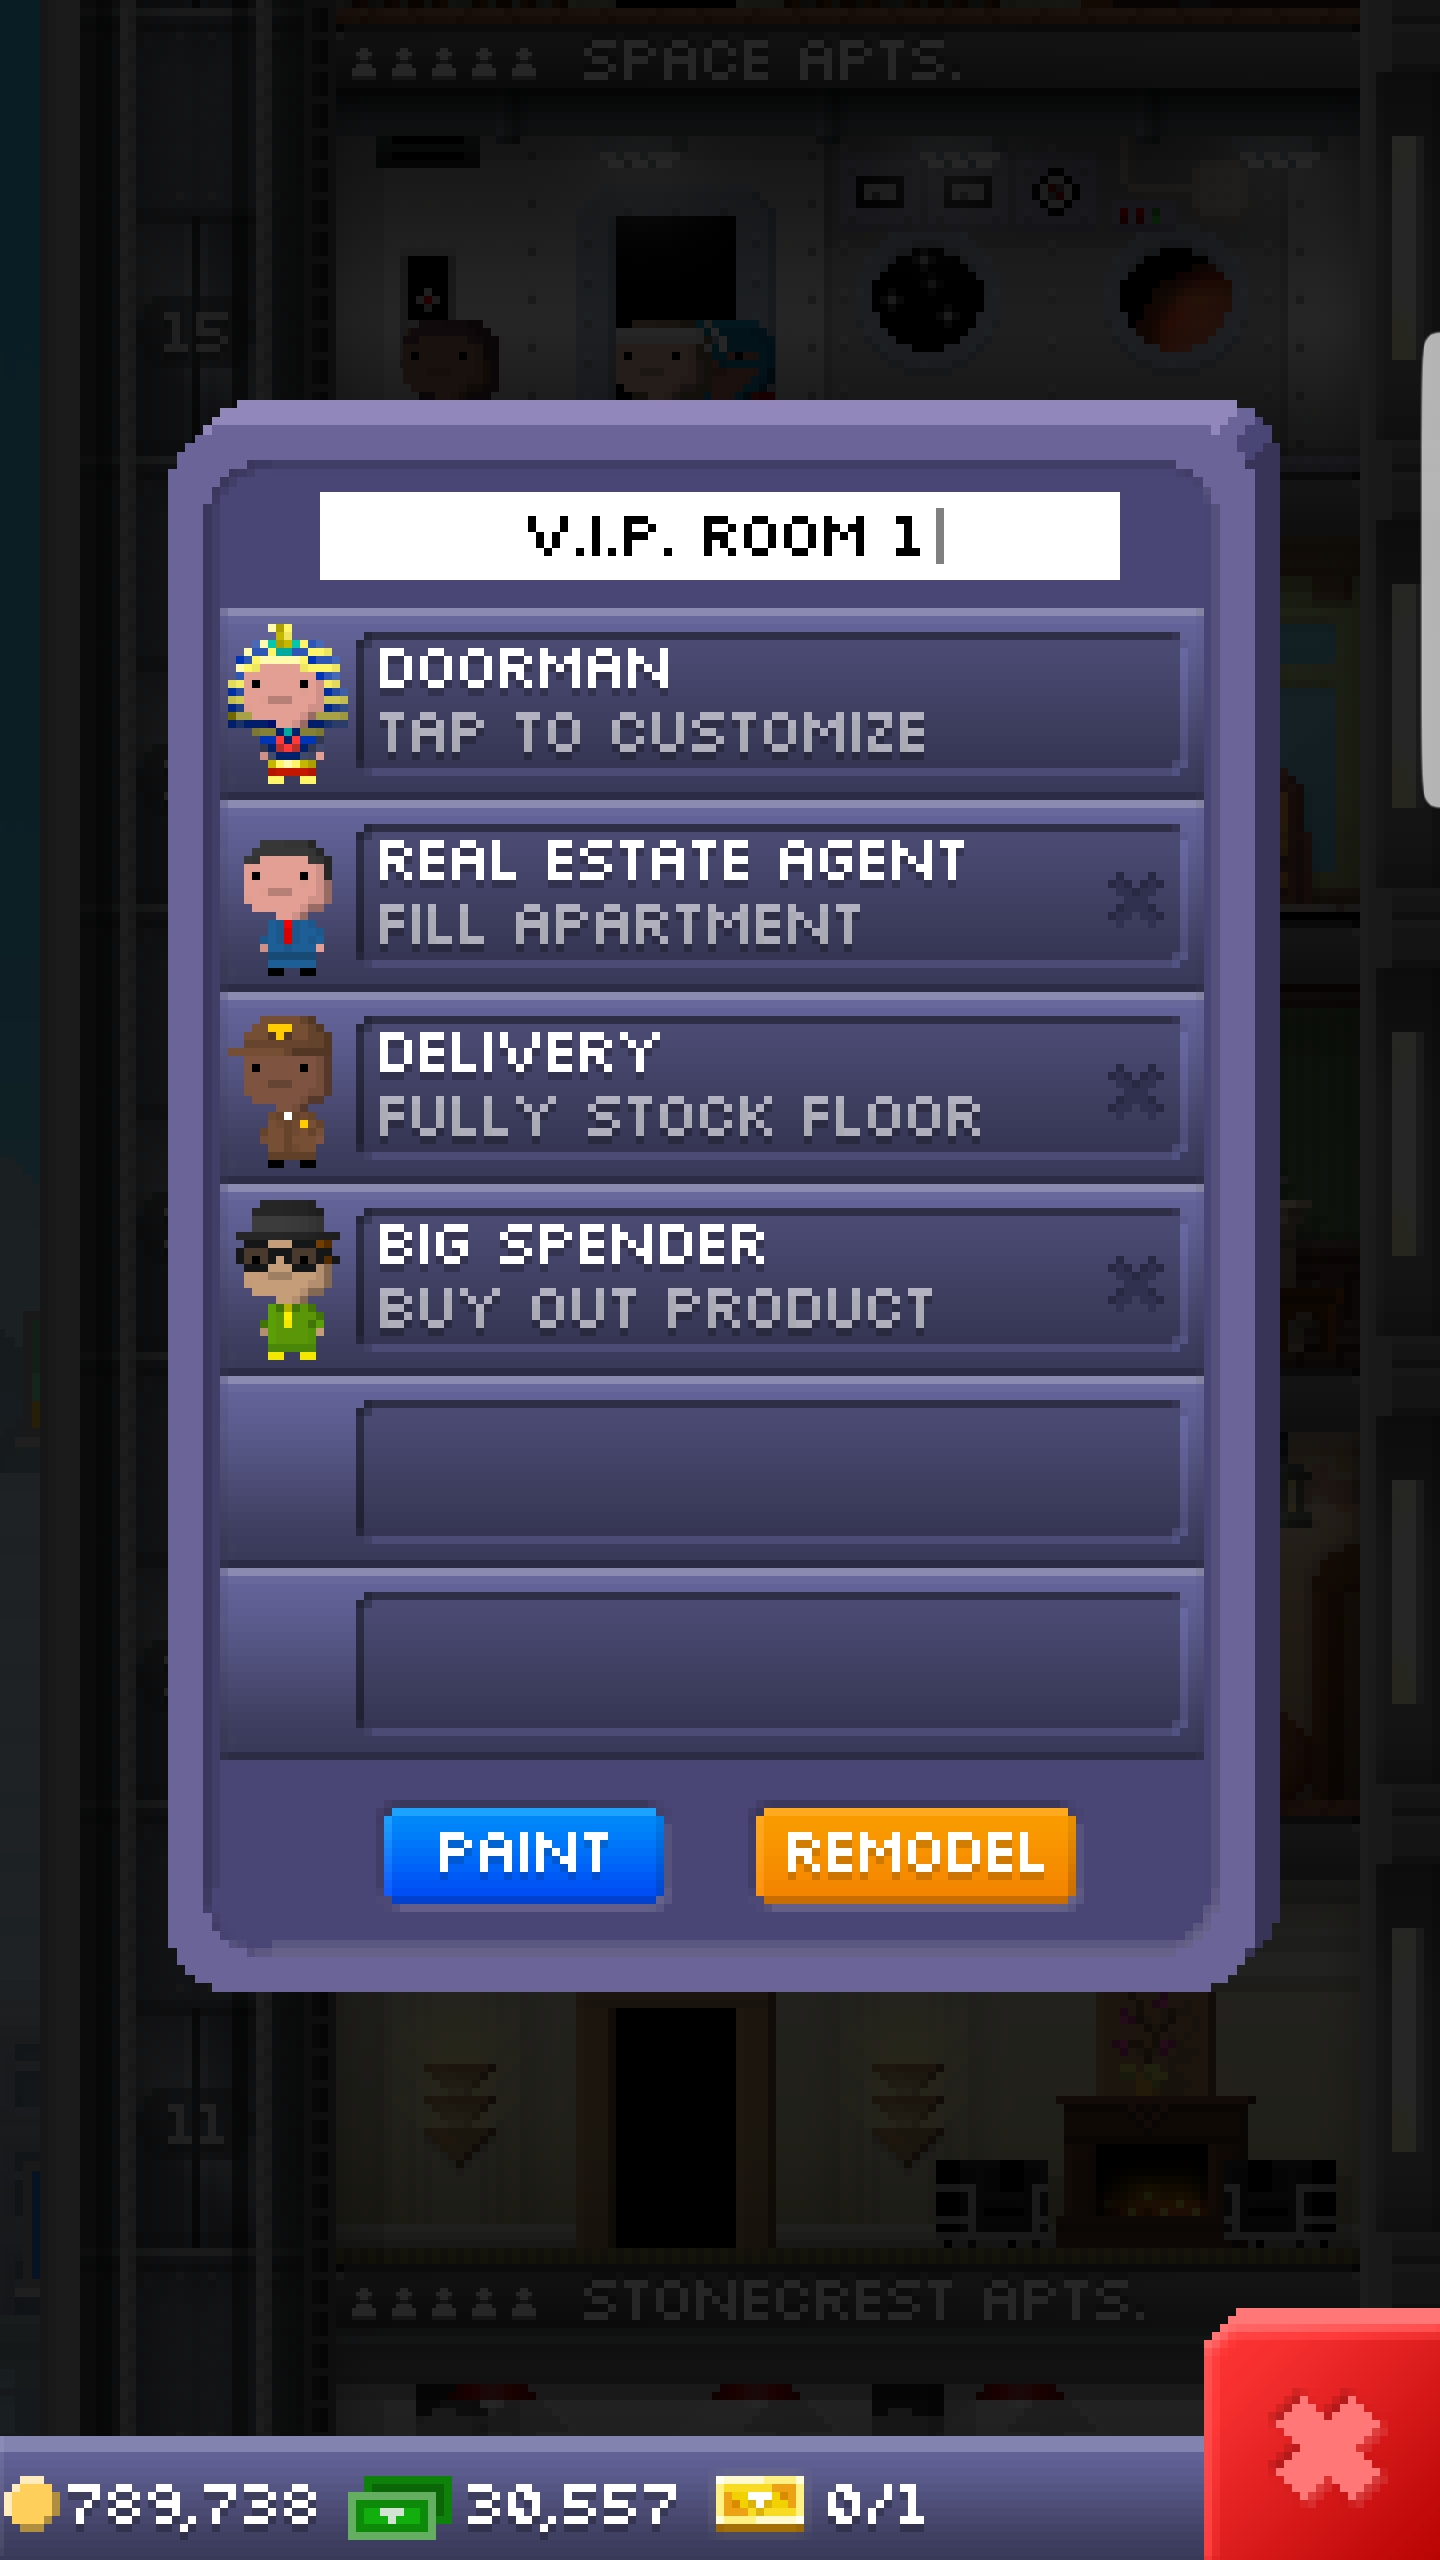 SPACE APTS.
15
V.I.P. ROOM 1
DOORMAN
TAP TO CUSTOMIZE
REAL ESTATE AGENT
FILL APARTMENT
DELIVERY
FULLY STOCK FLOOR
BIG SPENDER
BUY OUT PRODUCT
PAINT REMODEL
11
STONECREST APTS.
789,738 30,557 0/1